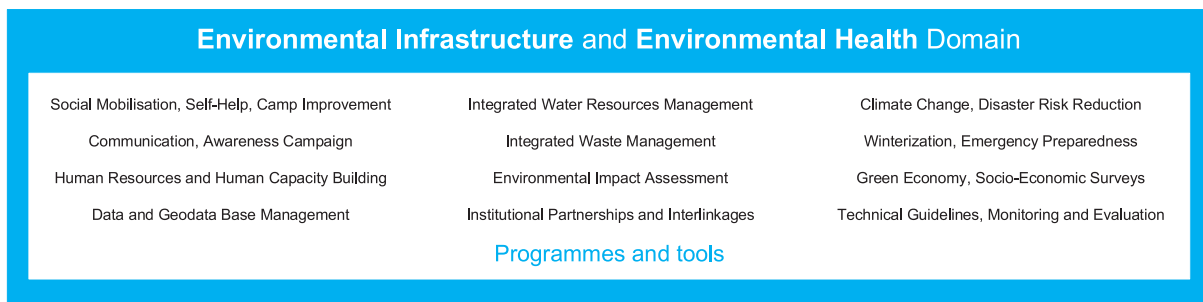 Environmental Infrastructure and Environmental Health Domain
Social Mobilisation, Self-Help, Camp Improvement
Communication, Awareness Campaign
Human Resources and Human Capacity Building
Data and Geodata Base Management
Integrated Water Resources Management
Integrated Waste Management
Environmental Impact Assessment
Institutional Partnerships and Interlinkages
Climate Change, Disaster Risk Reduction
Winterization, Emergency Preparedness
Green Economy, Socio-Economic Surveys
Technical Guidelines, Monitoring and Evaluation
Programmes and tools